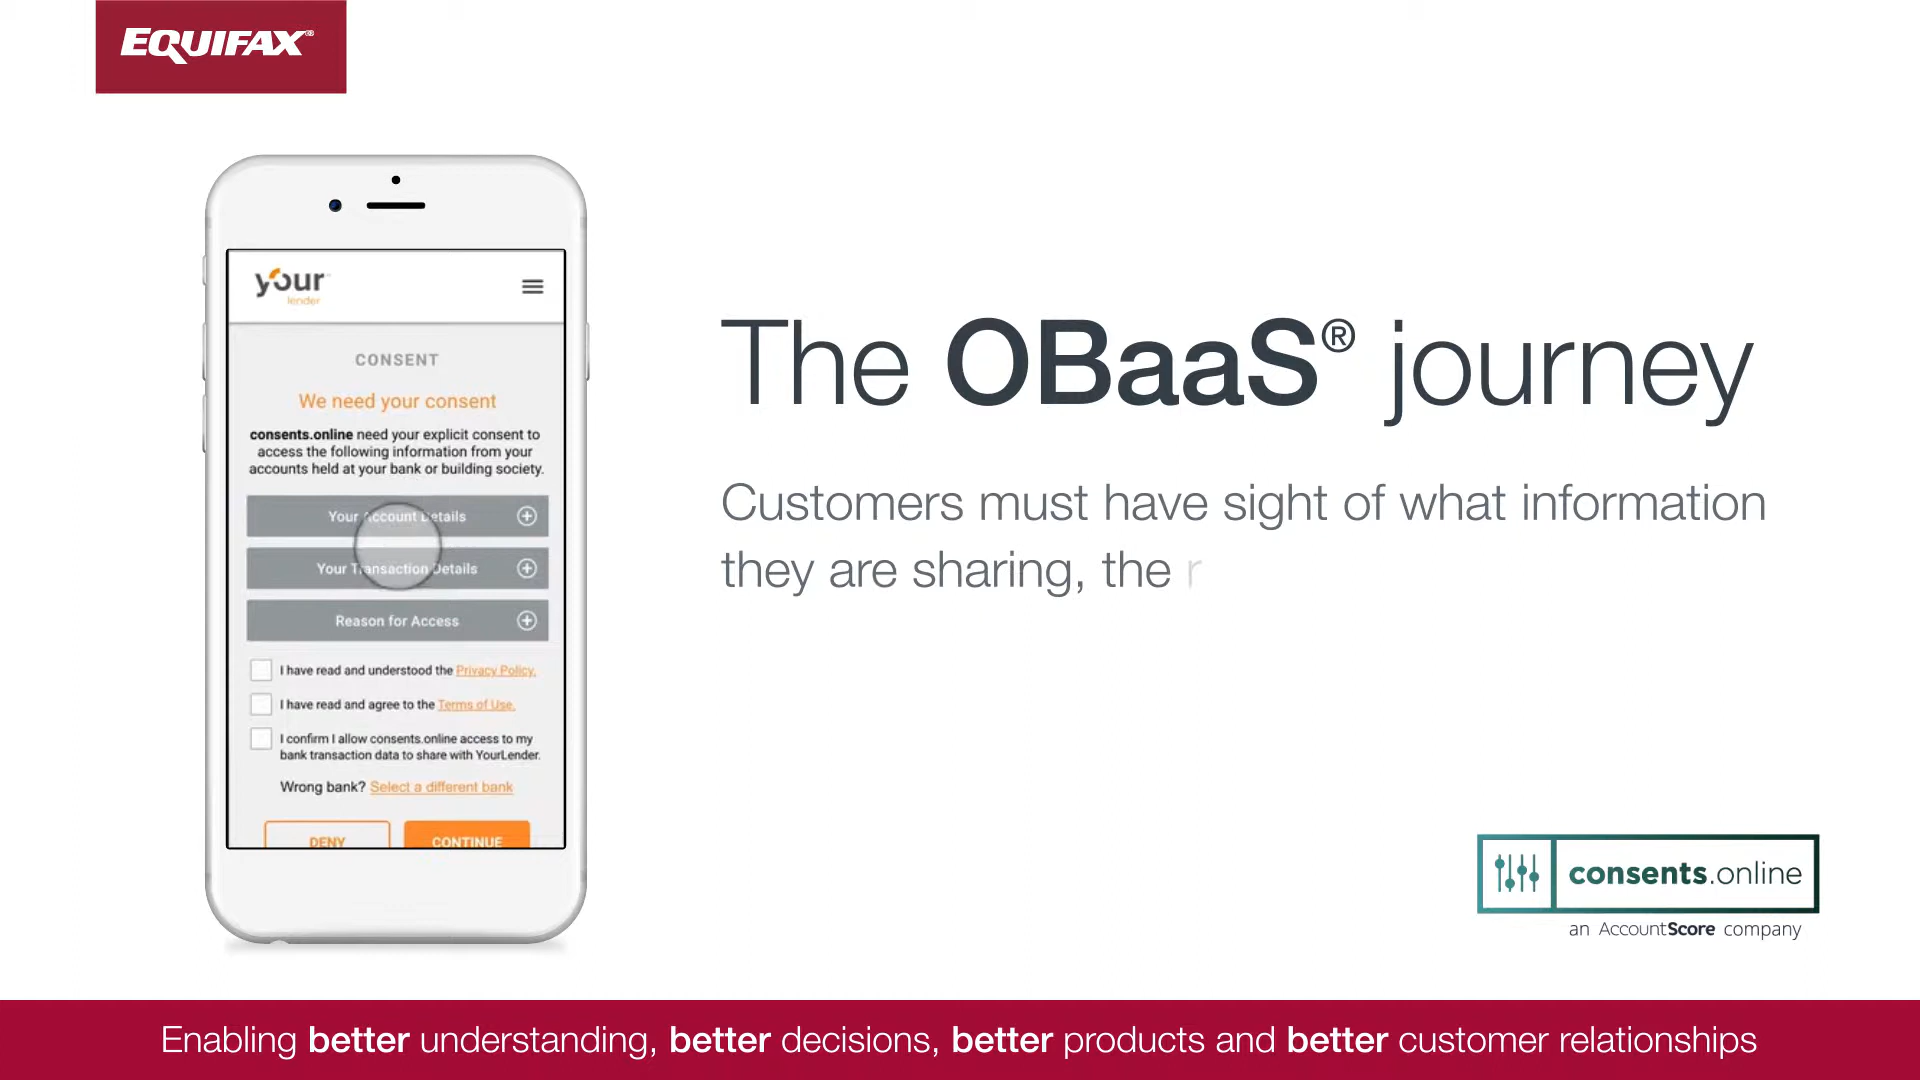 EQUIFAX®
your
lender
CONSENT
We need your consent
consents.online need your explicit consent to
access the following information from your
accounts held at your bank or building society.
Your Account Details
Your Transaction Details
Reason for Access
I have read and understood the Privacy Policy.
I have read and agree to the Terms of Use.
I confirm I allow consents.online access to my
bank transaction data to share with YourLender.
Wrong bank? Select a different bank
DENY
CONTINUE
The OBaaS® journey
Customers must have sight of what information
they are sharing, the r
consents.online
an AccountScore company
Enabling better understanding, better decisions, better products and better customer relationships